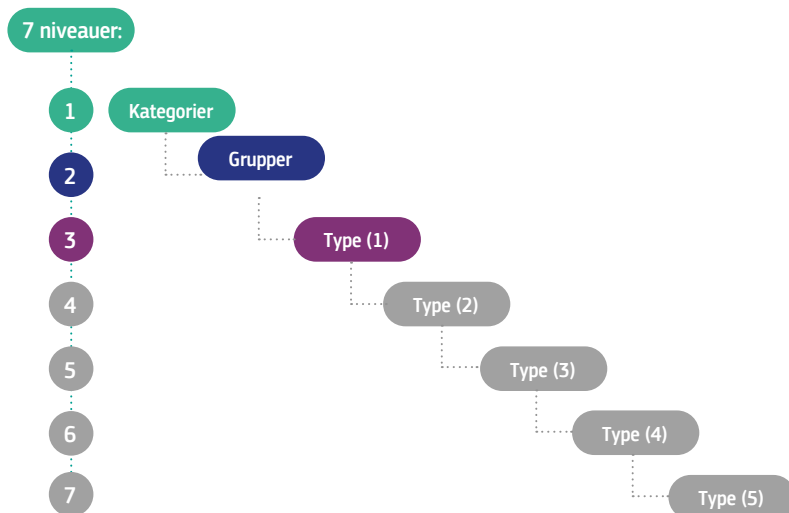 7 niveauer:
1 Kategorier
2 Grupper
3 Type (1)
4 Type (2)
5 Type (3)
6 Type (4)
7 Type (5)